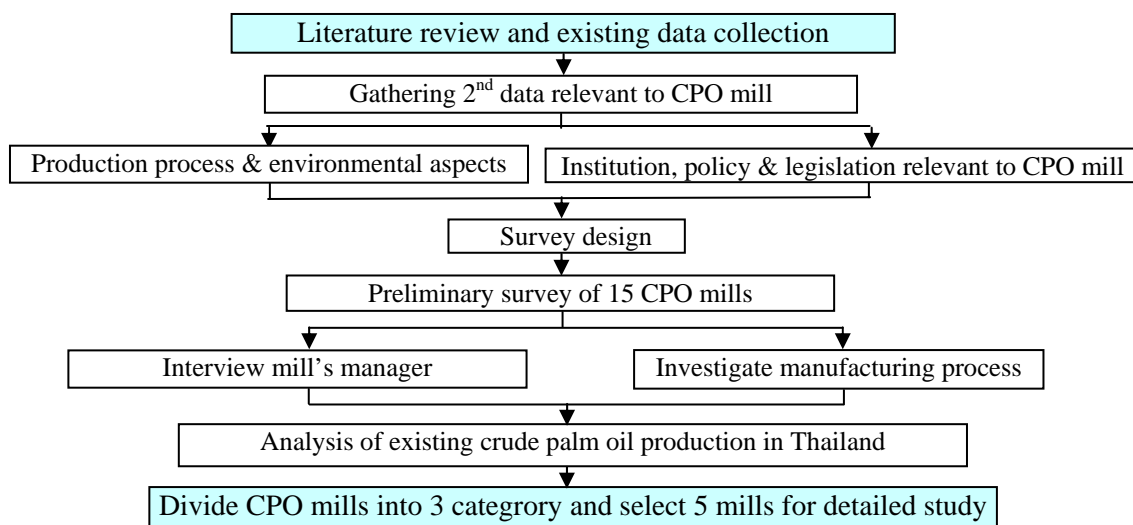 Literature review and existing data collection
Gathering 2nd data relevant to CPO mill
Production process & environmental aspects
Institution, policy & legislation relevant to CPO mill
Survey design
Preliminary survey of 15 CPO mills
Interview mill's manager
Investigate manufacturing process
Analysis of existing crude palm oil production in Thailand
Divide CPO mills into 3 categrory and select 5 mills for detailed study